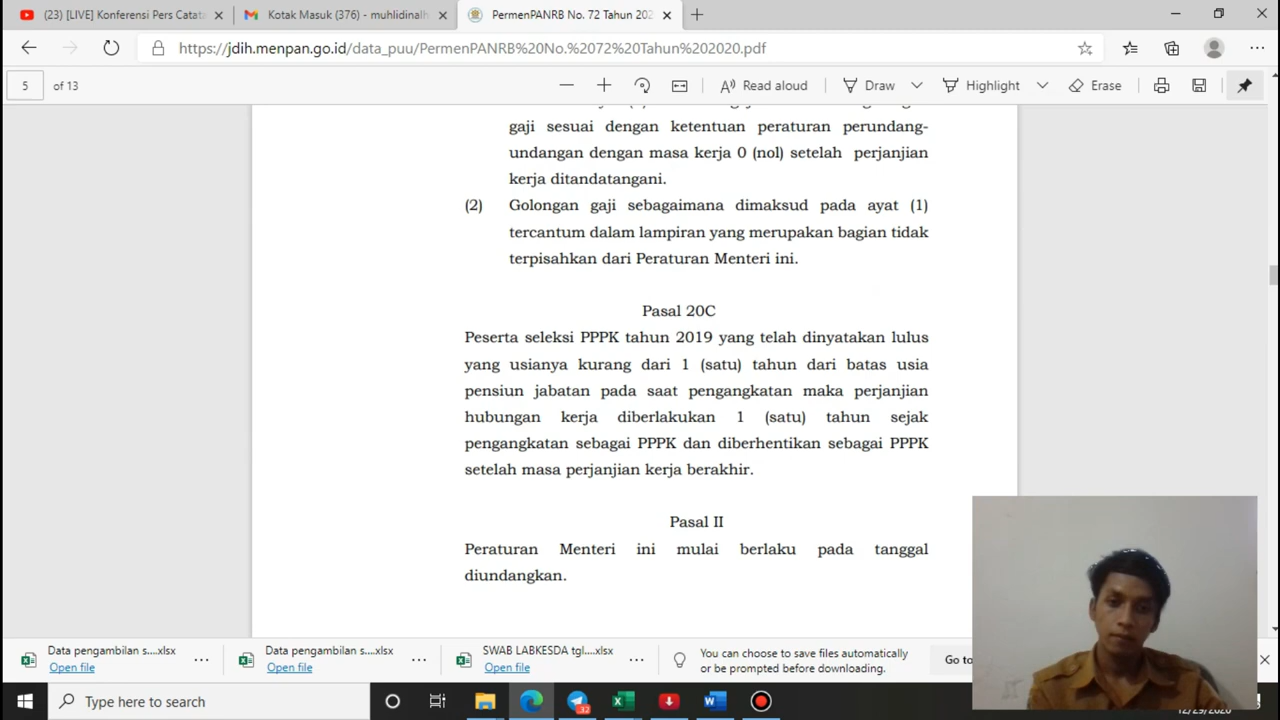 (23) [LIVE] Konferensi Pers Catata
Kotak Masuk (376) - muhlidinalh
PermenPANRB No. 72 Tahun 202
https://jdih.menpan.go.id/data_puu/PermenPANRB%20No.%2072%20Tahun%202020.pdf
5 of 13
Read aloud
Draw
Highlight
Erase
gaji sesuai dengan ketentuan peraturan perundang-
undangan dengan masa kerja 0 (nol) setelah perjanjian
kerja ditandatangani.
(2) Golongan gaji sebagaimana dimaksud pada ayat (1)
tercantum dalam lampiran yang merupakan bagian tidak
terpisahkan dari Peraturan Menteri ini.
Pasal 20C
Peserta seleksi PPPK tahun 2019 yang telah dinyatakan lulus
yang usianya kurang dari 1 (satu) tahun dari batas usia
pensiun jabatan pada saat pengangkatan maka perjanjian
hubungan kerja diberlakukan 1 (satu) tahun sejak
pengangkatan sebagai PPPK dan diberhentikan sebagai PPPK
setelah masa perjanjian kerja berakhir.
Pasal II
Peraturan Menteri ini mulai berlaku pada tanggal
diundangkan.
Data pengambilan s....xlsx
Open file
Data pengambilan s....xlsx
Open file
SWAB LABKESDA tgl....xlsx
Open file
You can choose to save files automatically
or be prompted before downloading.
Go to
Type here to search
12/29/2020